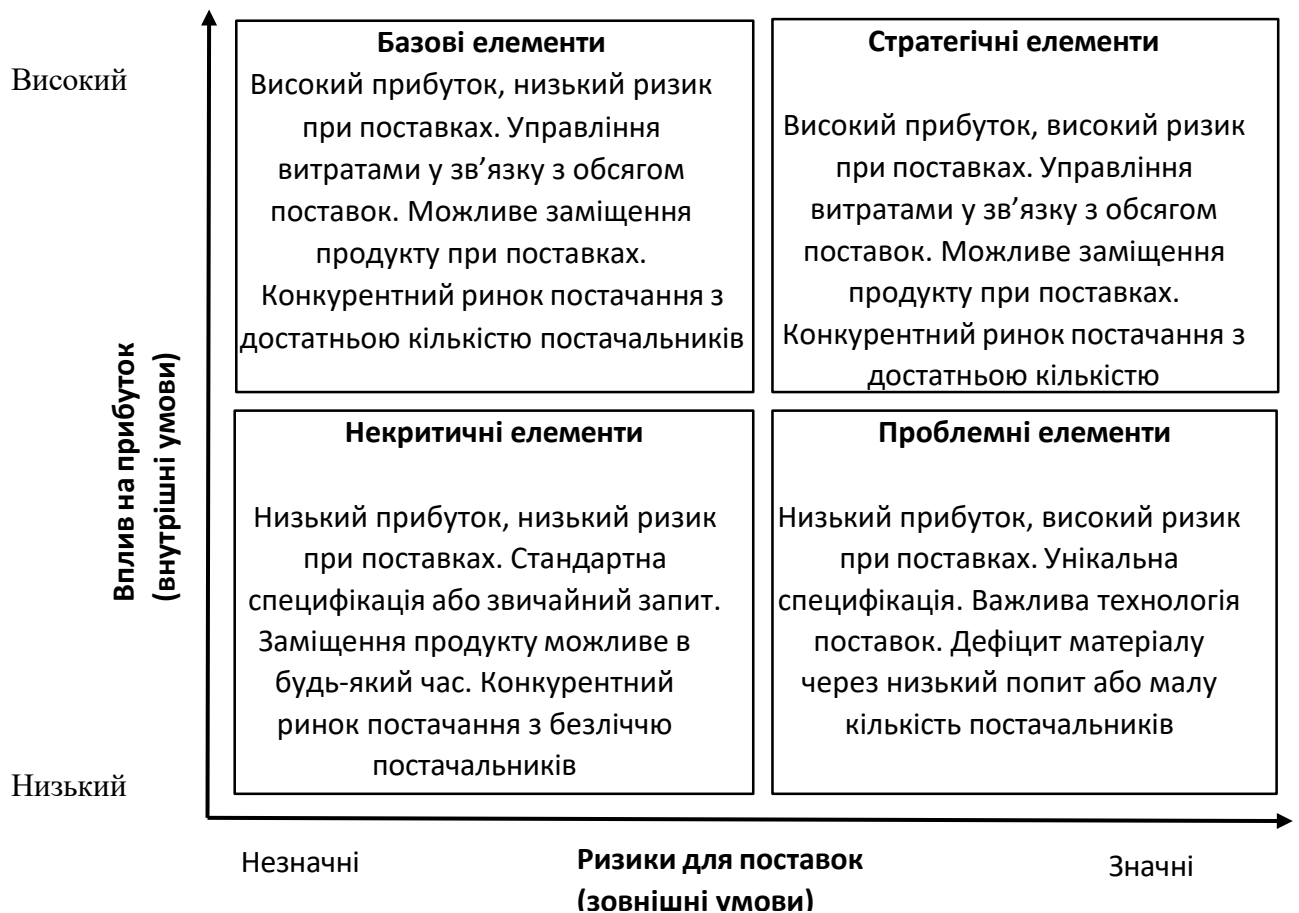 Високий
Базові елементи
Високий прибуток, низький ризик
при поставках. Управління
витратами у зв’язку з обсягом
поставок. Можливе заміщення
продукту при поставках.
Конкурентний ринок постачання з
достатньою кількістю постачальників
Стратегічні елементи
Високий прибуток, високий ризик
при поставках. Управління
витратами у зв’язку з обсягом
поставок. Можливе заміщення
продукту при поставках.
Конкурентний ринок постачання з
достатньою кількістю
Вплив на прибуток
(внутрішні умови)
Некритичні елементи
Низький прибуток, низький ризик
при поставках. Стандартна
специфікація або звичайний запит.
Заміщення продукту можливе в
будь-який час. Конкурентний
ринок постачання з безліччю
постачальників
Проблемні елементи
Низький прибуток, високий ризик
при поставках. Унікальна
специфікація. Важлива технологія
поставок. Дефіцит матеріалу
через низький попит або малу
кількість постачальників
Низький
Незначні
Ризики для поставок
(зовнішні умови)
Значні